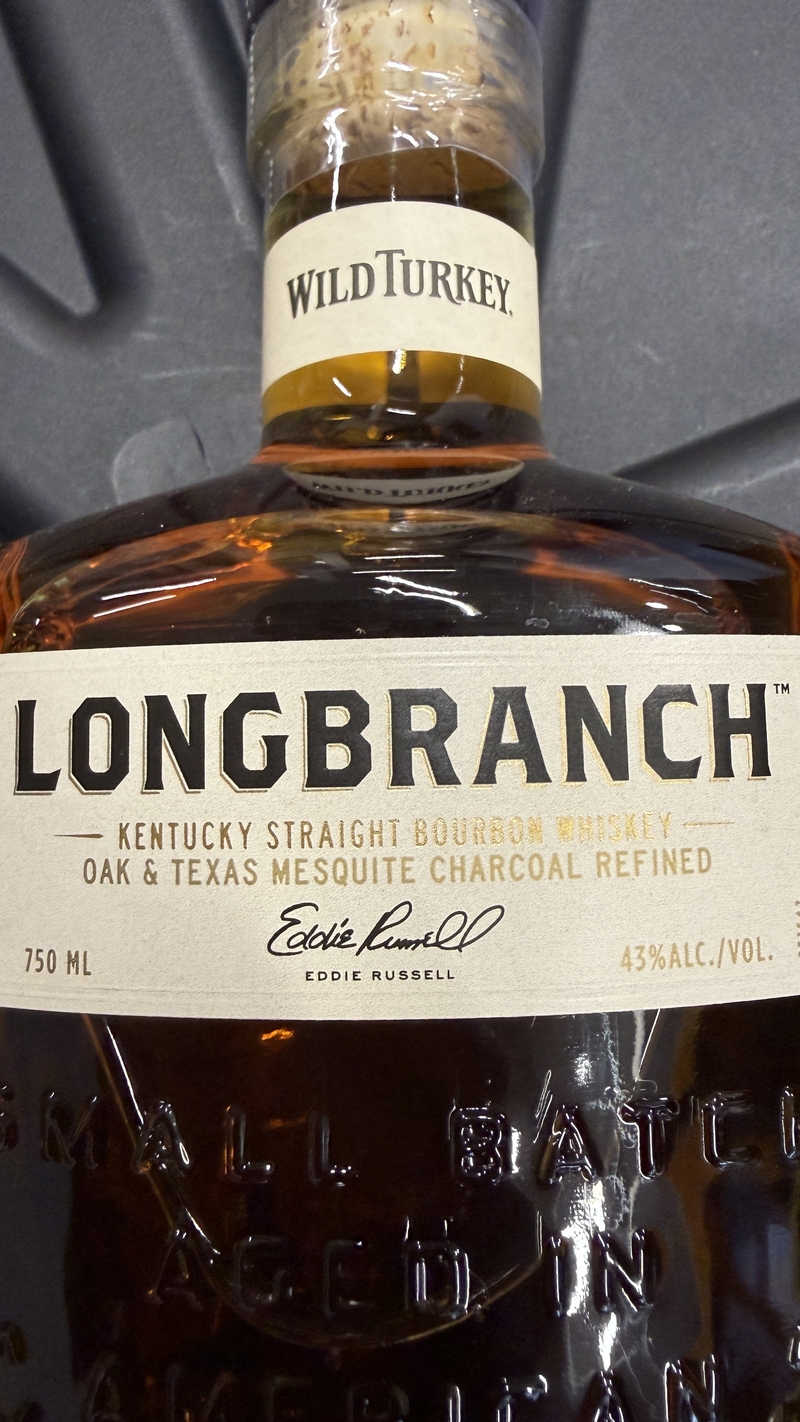 WILD TURKEY.
LONGBRANCH™
KENTUCKY STRAIGHT BOURBON WHISKEY
OAK & TEXAS MESQUITE CHARCOAL REFINED
Eddie Russell
EDDIE RUSSELL
750 ML
43%ALC./VOL.
SMALL BATCH
AGED IN
AMERICAN